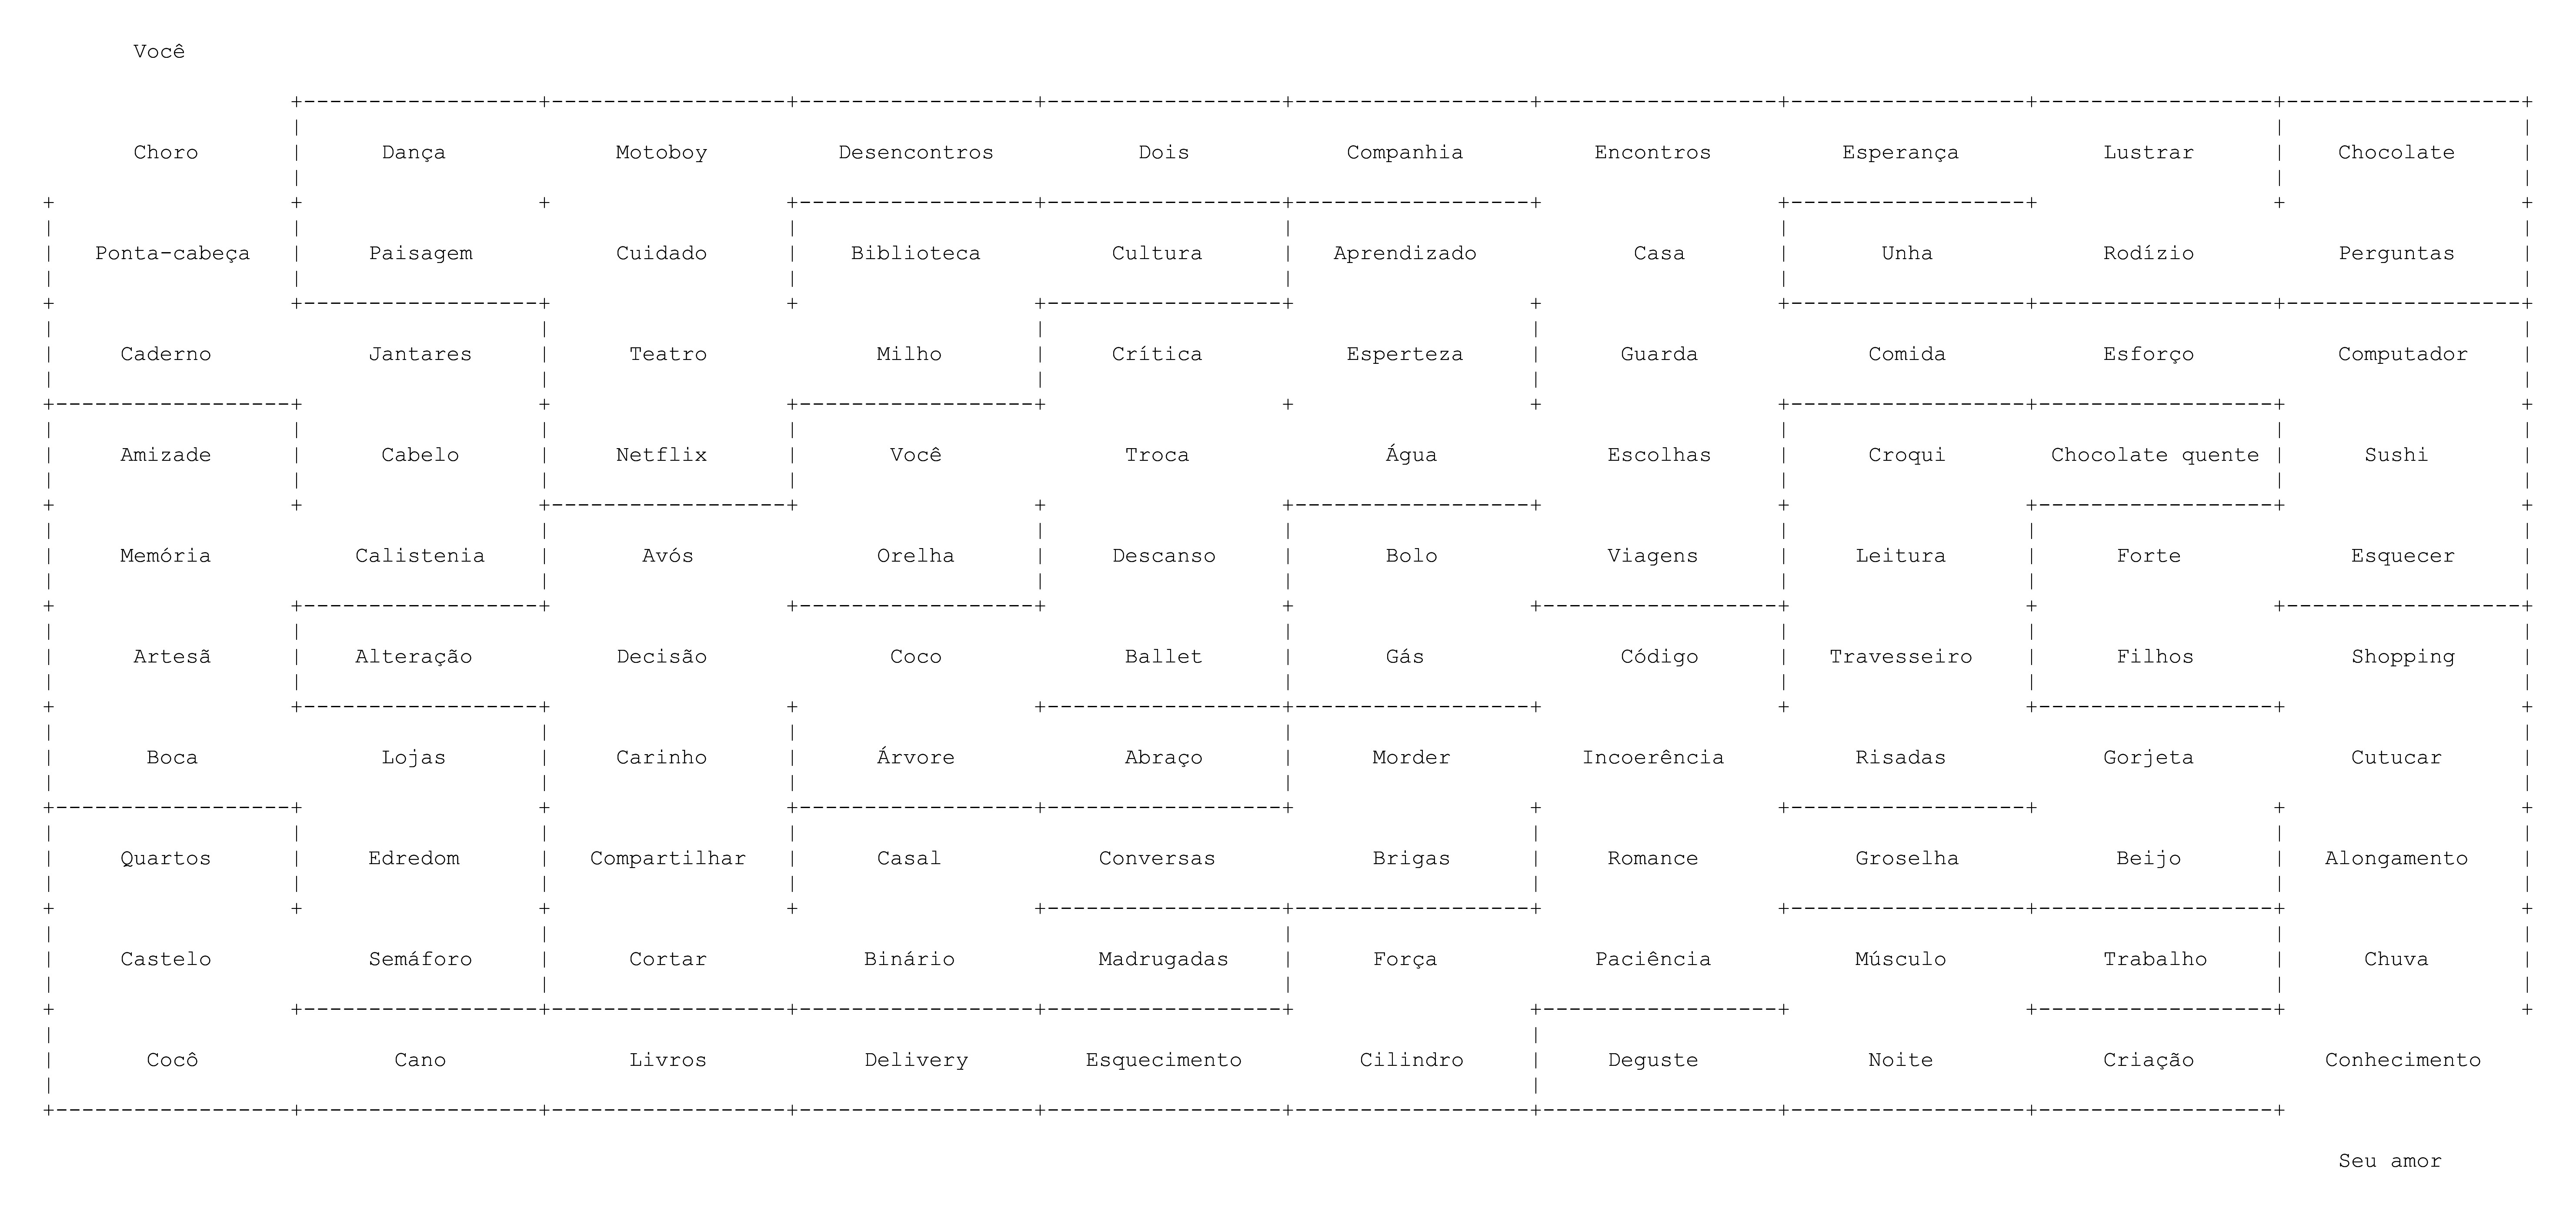 Você
Choro Dança Motoboy Desencontros Dois Companhia Encontros Esperança Lustrar Chocolate
Ponta-cabeça Paisagem Cuidado Biblioteca Cultura Aprendizado Casa Unha Rodízio Perguntas
Caderno Jantares Teatro Milho Crítica Esperteza Guarda Comida Esforço Computador
Amizade Cabelo Netflix Você Troca Água Escolhas Croqui Chocolate quente Sushi
Memória Calistenia Avós Orelha Descanso Bolo Viagens Leitura Forte Esquecer
Artesã Alteração Decisão Coco Ballet Gás Código Travesseiro Filhos Shopping
Boca Lojas Carinho Árvore Abraço Morder Incoerência Risadas Gorjeta Cutucar
Quartos Edredom Compartilhar Casal Conversas Brigas Romance Groselha Beijo Alongamento
Castelo Semáforo Cortar Binário Madrugadas Força Paciência Músculo Trabalho Chuva
Cocô Cano Livros Delivery Esquecimento Cilindro Deguste Noite Criação Conhecimento
Seu amor